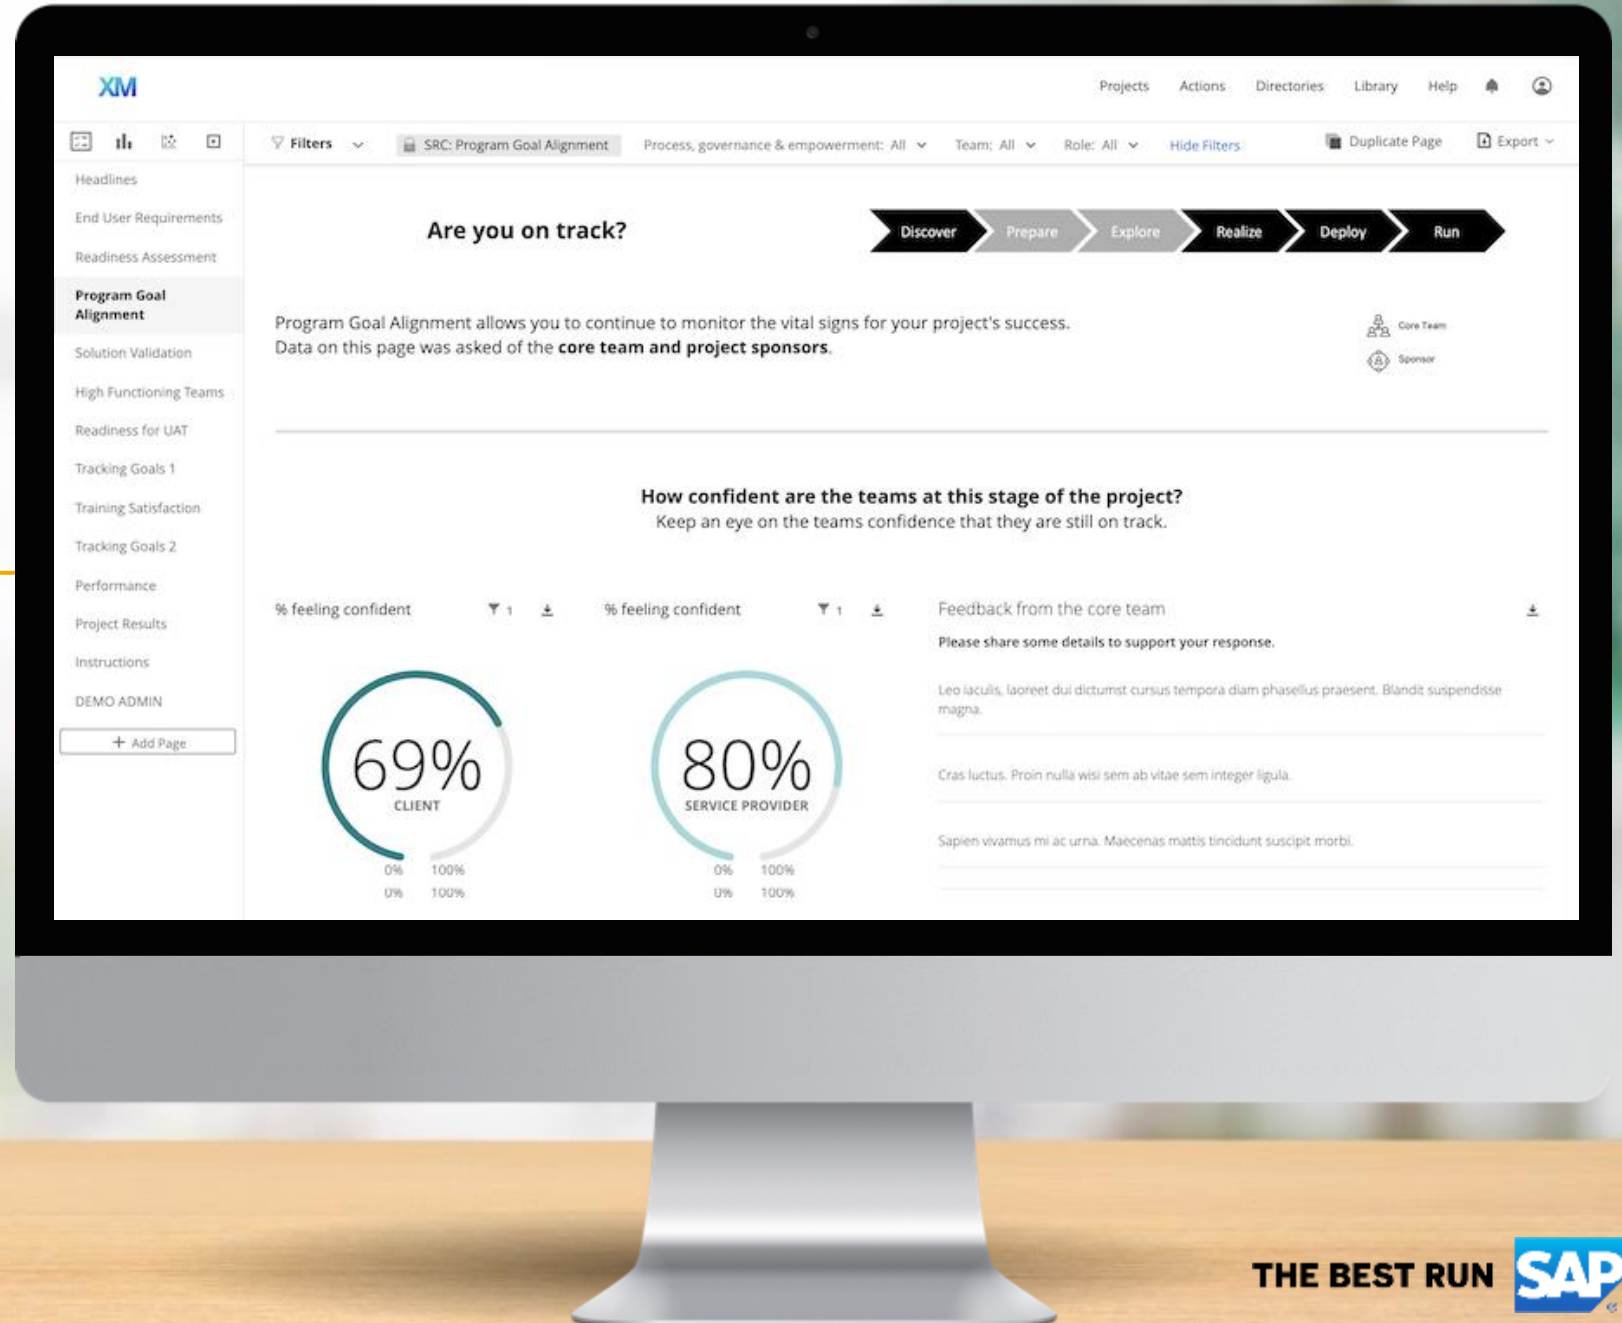 XM
Projects Actions Directories Library Help
Filters SRC: Program Goal Alignment Process, governance & empowerment: All Team: All Role: All Hide Filters Duplicate Page Export
Headlines
End User Requirements
Readiness Assessment
Program Goal
Alignment
Solution Validation
High Functioning Teams
Readiness for UAT
Tracking Goals 1
Training Satisfaction
Tracking Goals 2
Performance
Project Results
Instructions
DEMO ADMIN
+ Add Page
Are you on track?
Discover Prepare Explore Realize Deploy Run
Program Goal Alignment allows you to continue to monitor the vital signs for your project's success.
Data on this page was asked of the core team and project sponsors.
Core Team
Sponsor
How confident are the teams at this stage of the project?
Keep an eye on the teams confidence that they are still on track.
% feeling confident 1
69%
CLIENT
0% 100%
0% 100%
% feeling confident 1
80%
SERVICE PROVIDER
0% 100%
0% 100%
Feedback from the core team
Please share some details to support your response.
Leo iaculis, laoreet dui dictumst cursus tempora diam phasellus praesent. Blandit suspendisse
magna.
Cras luctus. Proin nulla wisi sem ab vitae sem integer ligula.
Sapien vivamus mi ac urna. Maecenas mattis tincidunt suscipit morbi.
THE BEST RUN SAP